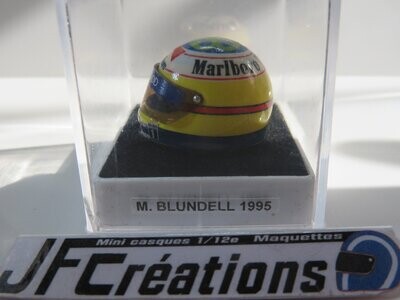 Marlboro
M. BLUNDELL 1995
Mini casques 1/12e Maquettes
JFCréations